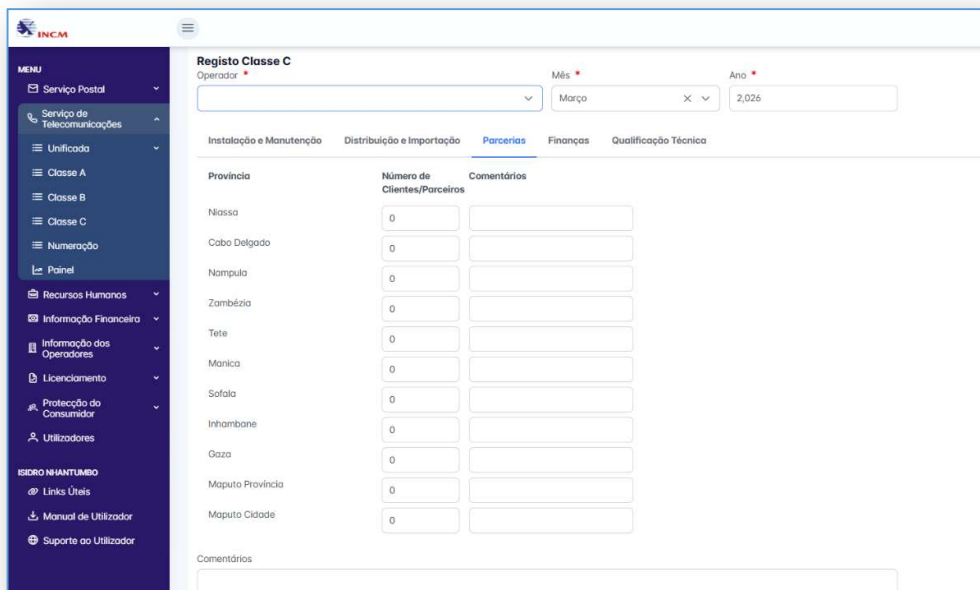 INCM
MENU
Serviço Postal
Serviço de
Telecomunicações
Unificada
Classe A
Classe B
Classe C
Numeração
Painel
Recursos Humanos
Informação Financeira
Informação dos
Operadores
Licenciamento
Protecção do
Consumidor
Utilizadores
ISIDRO NHANTUMBO
Links Úteis
Manual de Utilizador
Suporte ao Utilizador
Registo Classe C
Operador * Mês * Ano *
Março 2,026
Instalação e Manutenção Distribuição e Importação Parcerias Finanças Qualificação Técnica
Província Número de Comentários
Clientes/Parceiros
Niassa 0
Cabo Delgado 0
Nampula 0
Zambézia 0
Tete 0
Manica 0
Sofala 0
Inhambane 0
Gaza 0
Maputo Província 0
Maputo Cidade 0
Comentários